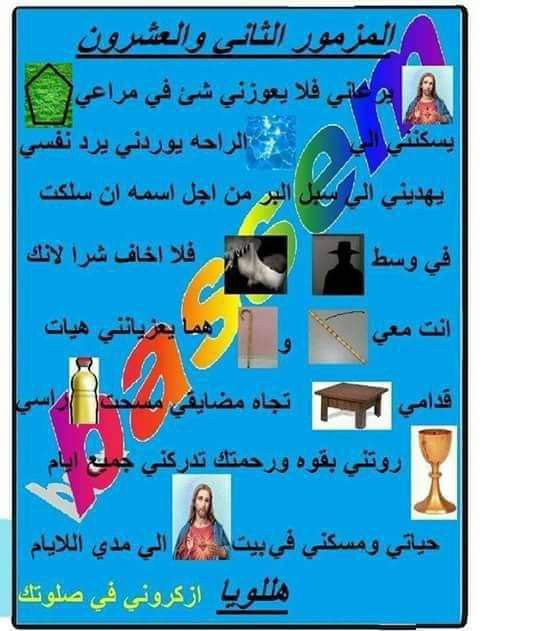 المزمور الثاني والعشرون
يرعاني فلا يعوزني شئ في مراعي
يسكنني الي الراحه يوردني يرد نفسي
يهديني الي سبل البر من اجل اسمه ان سلكت
في وسط فلا اخاف شرا لانك
انت معي و هما يعزيانني هيات
قدامي تجاه مضايقي مسحت راسي
روتني بقوه ورحمتك تدركني جميع ايام
حياتي ومسكني في بيت الي مدي اللايام
هللويا ازكروني في صلوتك
bassem